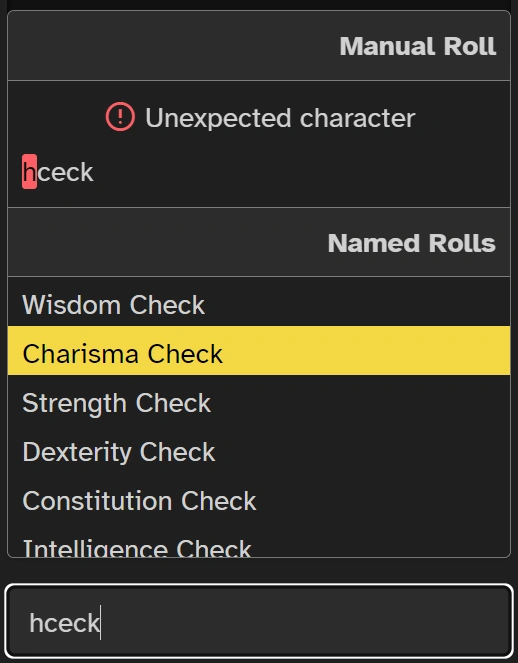 Manual Roll
Unexpected character
hceck
Named Rolls
Wisdom Check
Charisma Check
Strength Check
Dexterity Check
Constitution Check
Intelligence Check
hceck